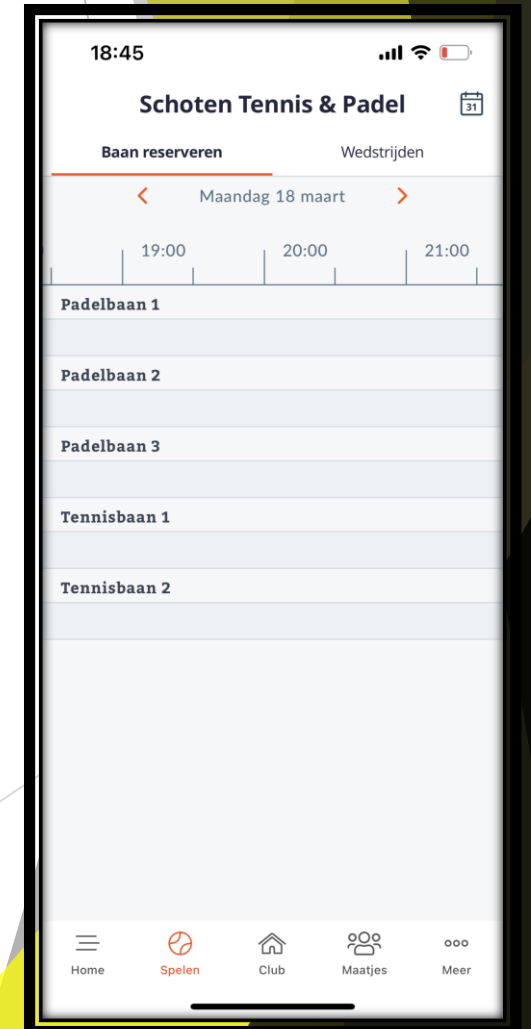 18:45
Schoten Tennis & Padel
31
Baan reserveren Wedstrijden
Maandag 18 maart
19:00 20:00 21:00
Padelbaan 1
Padelbaan 2
Padelbaan 3
Tennisbaan 1
Tennisbaan 2
Home Spelen Club Maatjes Meer